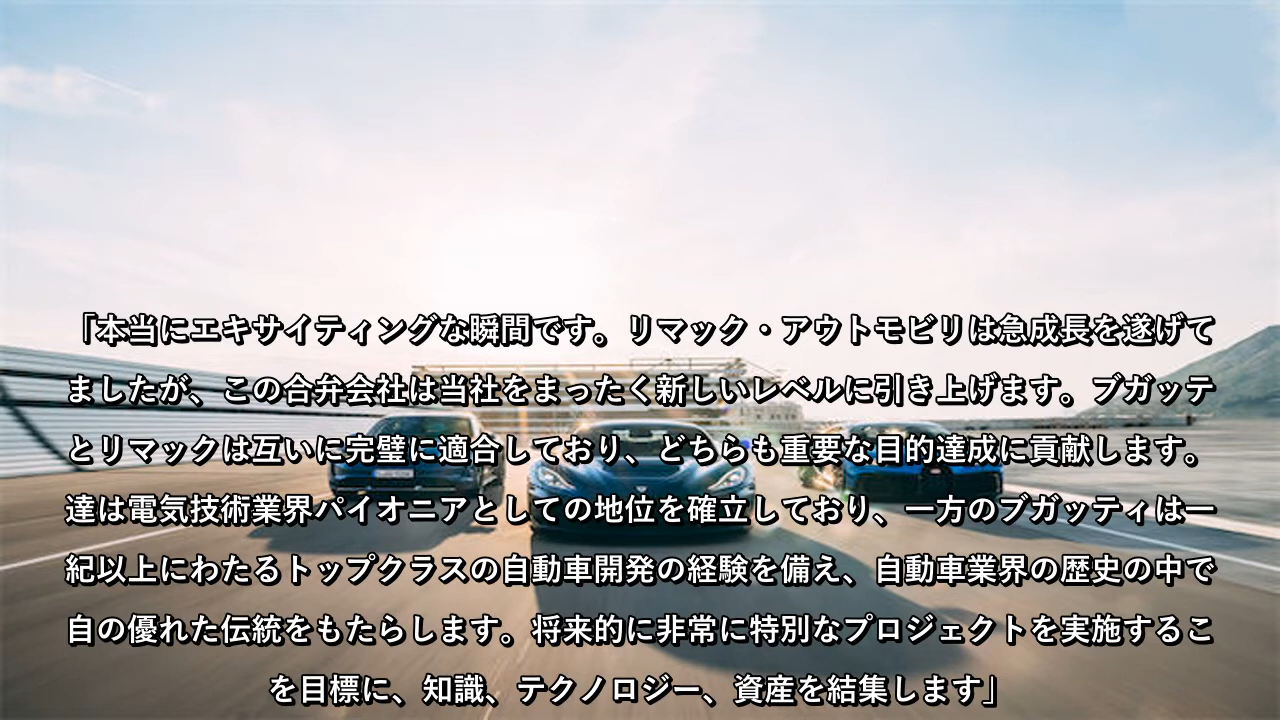 「本当にエキサイティングな瞬間です。リマック・アウトモビリは急成長を遂げて
ましたが、この合弁会社は当社をまったく新しいレベルに引き上げます。ブガッテ
とリマックは互いに完璧に適合しており、どちらも重要な目的達成に貢献します。
達は電気技術業界パイオニアとしての地位を確立しており、一方のブガッティは一
紀以上にわたるトップクラスの自動車開発の経験を備え、自動車業界の歴史の中で
自の優れた伝統をもたらします。将来的に非常に特別なプロジェクトを実施するこ
を目標に、知識、テクノロジー、資産を結集します」